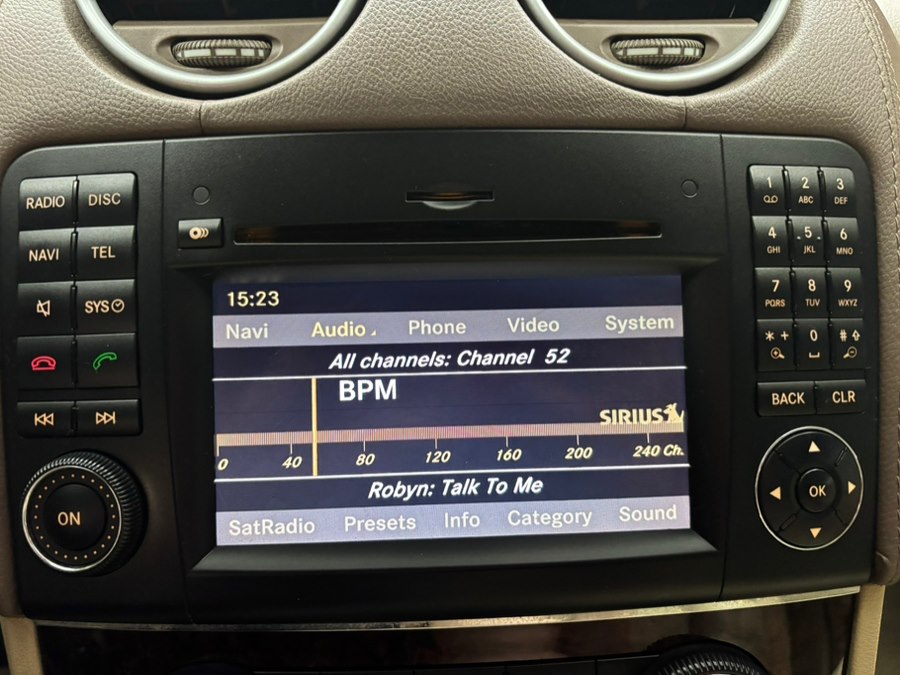 RADIO DISC
NAVI TEL
SYS
ON
15:23
Navi Audio Phone Video System
All channels: Channel 52
BPM
SIRIUS
0 40 80 120 160 200 240 Ch.
Robyn: Talk To Me
SatRadio Presets Info Category Sound
1 2 3
ABC DEF
4 5 6
GHI JKL MNO
7 8 9
PQRS TUV WXYZ
* + 0 #
BACK CLR
OK